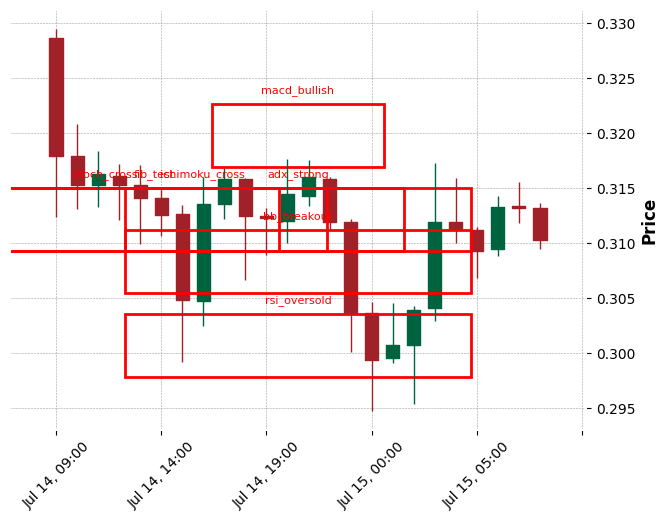 0.330
0.325
macd_bullish
0.320
fib_test
ichimoku_cross
adx_strong
0.315
bb_breakout
0.310
Price
0.305
rsi_oversold
0.300
0.295
Jul 14, 09:00
Jul 14, 14:00
Jul 14, 19:00
Jul 15, 00:00
Jul 15, 05:00